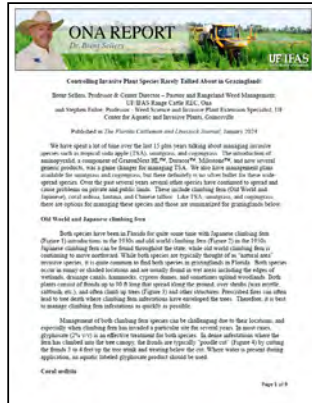 ONA REPORT
Dr. Brent Sellers
UF IFAS
Controlling Invasive Plant Species Rarely Talked About in Grazingland!
Brent Sellers, Professor & Center Director – Pasture and Rangeland Weed Management
UF/IFAS Range Cattle REC, Ona
and Stephen Enloe, Professor - Weed Science and Invasive Plant Extension Specialist, UF
Center for Aquatic and Invasive Plants, Gainesville
Published in The Florida Cattleman and Livestock Journal, January 2024
We have spent a lot of time over the last 15 plus years talking about managing invasive
species such as tropical soda apple (TSA), smutgrass, and cogongrass. The introduction of
aminopyralid, a component of GrazonNext HL™, Duracor™, Milestone™, and now several
generic products, was a game changer for managing TSA. We also have management plans
available for smutgrass and cogongrass, but there definitely is no silver bullet for these wide
spread species. Over the past several years several other species have continued to spread and
cause problems on private and public lands. These include climbing fern (Old World and
Japanese), coral ardisia, lantana, and Chinese tallow. Like TSA, smutgrass, and cogongrass,
there are options for managing these species and those are summarized for grazinglands below.
Old World and Japanese climbing fern
Both species have been in Florida for quite some time with Japanese climbing fern
(Figure 1) introductions in the 1930s and old world climbing fern (Figure 2) in the 1950s.
Japanese climbing fern can be found throughout the state, while old world climbing fern is
continuing to move northward. While both species are typically thought of as "natural area"
invasive species, it is quite common to find both species in grazinglands in Florida. Both species
occur in sunny or shaded locations and are usually found in wet areas including the edges of
wetlands, drainage canals, hammocks, cypress domes, and sometimes upland woodlands. Both
plants consist of fronds up to 90 ft long that spread along the ground, over shrubs (wax myrtle,
saltbush, etc.), and often climb up trees (Figure 3) and other structures. Prescribed fires can often
lead to tree death where climbing fern infestations have enveloped the trees. Therefore, it is best
to manage climbing fern infestations as quickly as possible.
Management of both climbing fern species can be challenging due to their locations, and
especially when climbing fern has invaded a particular site for several years. In most cases,
glyphosate (2% v/v) is an effective treatment for both species. In dense infestations where the
fern has climbed into the tree canopy, the fronds are typically "poodle cut" (Figure 4) by cutting
the fronds 3 to 4 feet up the tree trunk and treating below the cut. Where water is present during
application, an aquatic labeled glyphosate product should be used.
Coral ardisia
Page 1 of 9